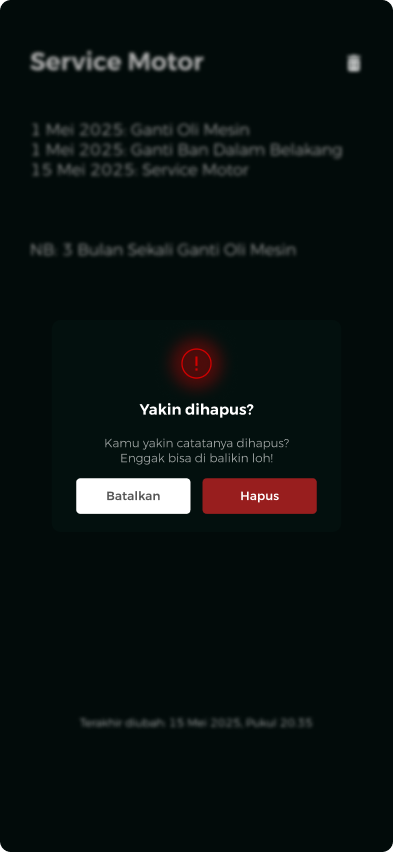 Service Motor
1 Mei 2025: Ganti Oli Mesin
1 Mei 2025: Ganti Ban Dalam Belakang
15 Mei 2025: Service Motor
NB: 3 Bulan Sekali Ganti Oli Mesin
!
Yakin dihapus?
Kamu yakin catatanya dihapus?
Enggak bisa di balikin loh!
Batalkan
Hapus
Terakhir diubah: 15 Mei 2025, Pukul 20.35